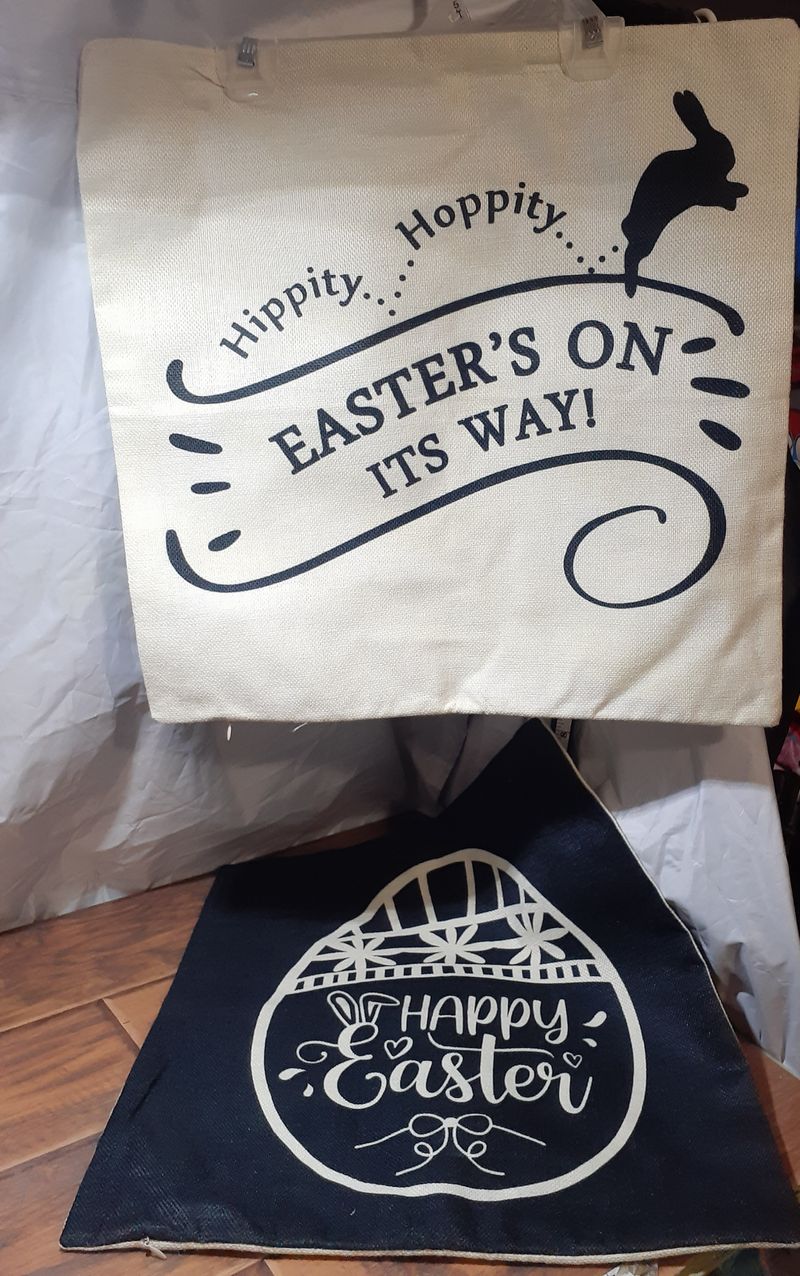 Hippity
Hoppity
EASTER'S ON
ITS WAY!
HAPPY
Easter